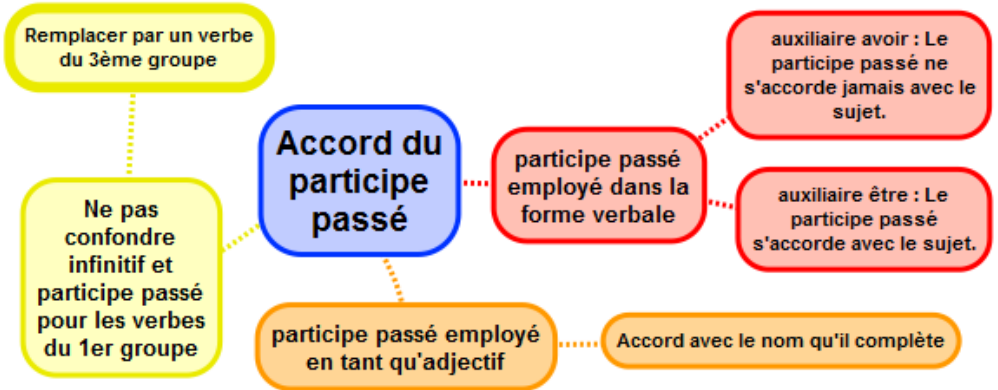 Remplacer par un verbe
du 3ème groupe
Ne pas
confondre
infinitif et
participe passé
pour les verbes
du 1er groupe
Accord du
participe
passé
participe passé
employé dans la
forme verbale
auxiliaire avoir : Le
participe passé ne
s'accorde jamais avec le
sujet.
auxiliaire être : Le
participe passé
s'accorde avec le sujet.
participe passé employé
en tant qu'adjectif
Accord avec le nom qu'il complète